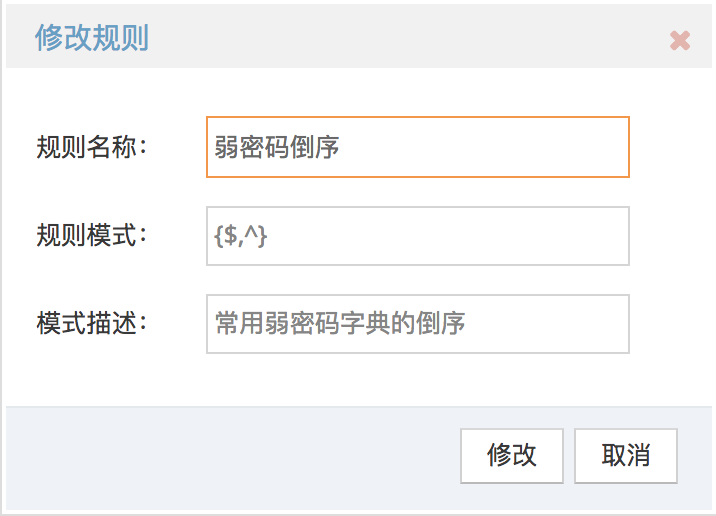 修改规则
规则名称：
弱密码倒序
规则模式：
{$,^}
模式描述：
常用弱密码字典的倒序
修改
取消